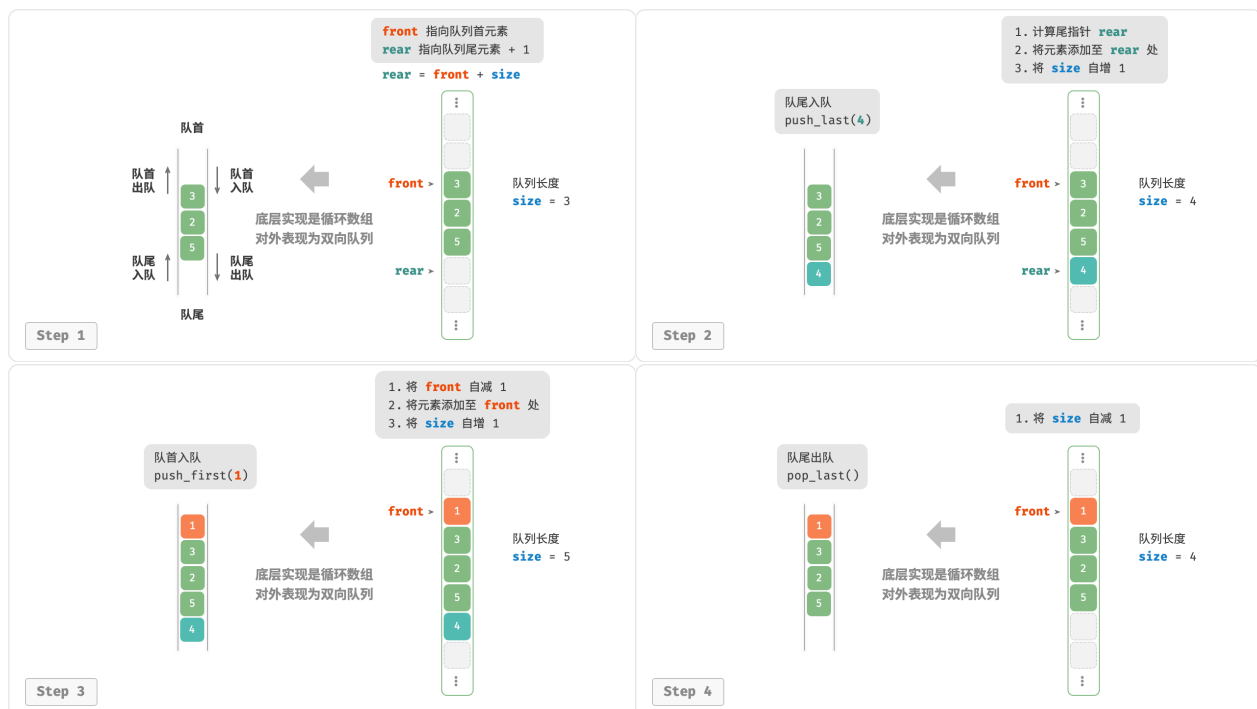 front 指向队列首元素
rear 指向队列尾元素 + 1
rear = front + size
队首
队首
出队
队首
入队
3
2
5
队尾
入队
队尾
出队
队尾
底层实现是循环数组
对外表现为双向队列
front
3
2
5
rear
队列长度
size = 3
Step 1
1. 计算尾指针 rear
2. 将元素添加至 rear 处
3. 将 size 自增 1
队尾入队
push_last(4)
3
2
5
4
底层实现是循环数组
对外表现为双向队列
front
3
2
5
rear
4
队列长度
size = 4
Step 2
1. 将 front 自减 1
2. 将元素添加至 front 处
3. 将 size 自增 1
队首入队
push_first(1)
1
3
2
5
4
底层实现是循环数组
对外表现为双向队列
front
1
3
2
5
4
队列长度
size = 5
Step 3
1. 将 size 自减 1
队尾出队
pop_last()
1
3
2
5
底层实现是循环数组
对外表现为双向队列
front
1
3
2
5
队列长度
size = 4
Step 4